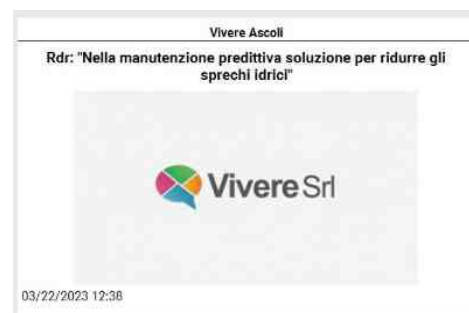 Vivere Ascoli
Rdr: "Nella manutenzione predittiva soluzione per ridurre gli
sprechi idrici"
Vivere Srl
03/22/2023 12:38